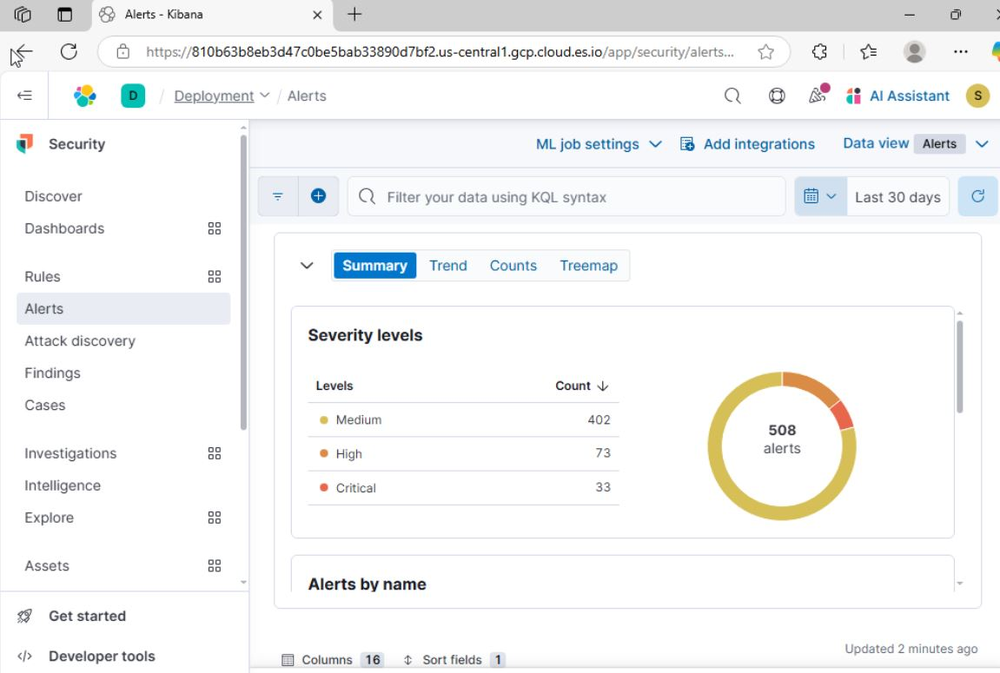 Alerts - Kibana
https://810b63b8eb3d47c0be5bab33890d7bf2.us-central1.gcp.cloud.es.io/app/security/alerts...
D / Deployment / Alerts
AI Assistant
S
Security
Discover
Dashboards
Rules
Alerts
Attack discovery
Findings
Cases
Investigations
Intelligence
Explore
Assets
Get started
Developer tools
ML job settings
Add integrations
Data view Alerts
Filter your data using KQL syntax
Last 30 days
Summary Trend Counts Treemap
Severity levels
Levels Count
Medium 402
High 73
Critical 33
508
alerts
Alerts by name
Columns 16 Sort fields 1
Updated 2 minutes ago